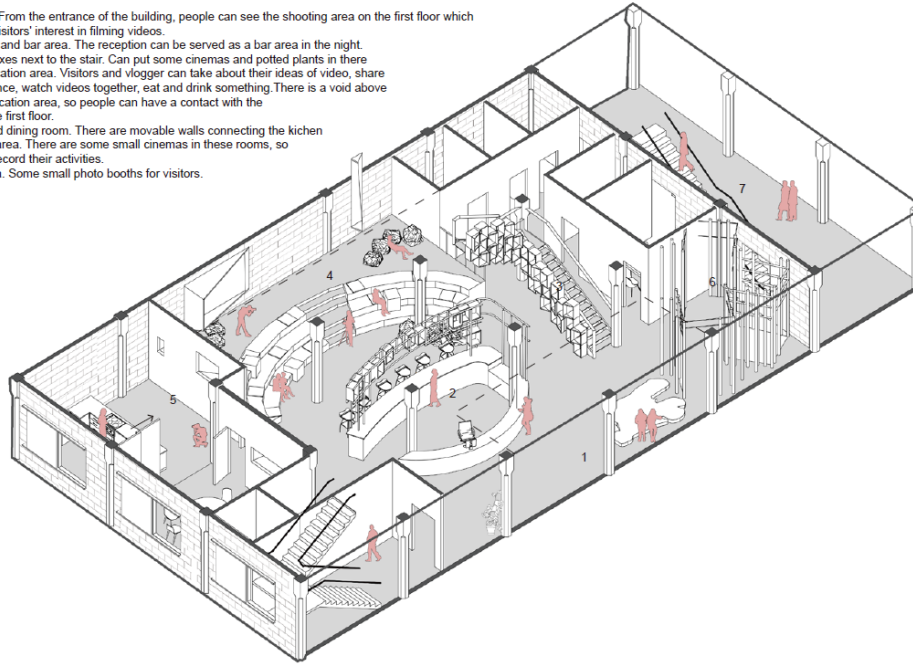 From the entrance of the building, people can see the shooting area on the first floor which
isitors' interest in filming videos.
and bar area. The reception can be served as a bar area in the night.
xes next to the stair. Can put some cinemas and potted plants in there
ation area. Visitors and vlogger can take about their ideas of video, share
nce, watch videos together, eat and drink something.There is a void above
cation area, so people can have a contact with the
e first floor.
d dining room. There are movable walls connecting the kichen
area. There are some small cinemas in these rooms, so
ecord their activities.
a. Some small photo booths for visitors.
7
4
6
5
2
1